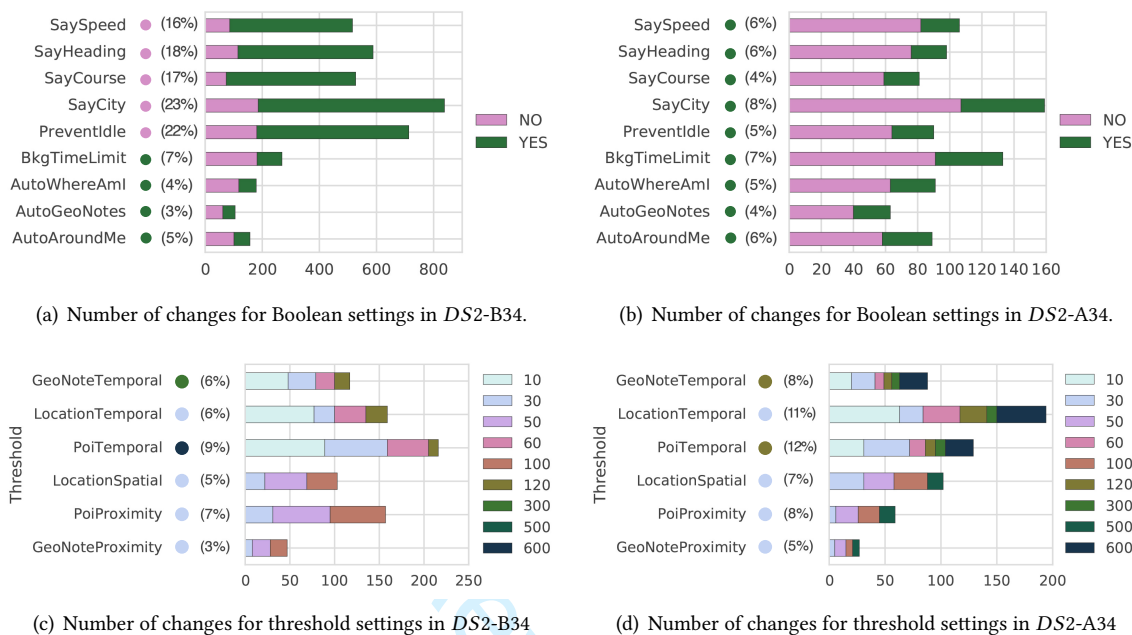 SaySpeed (16%)
SayHeading (18%)
SayCourse (17%)
SayCity (23%)
PreventIdle (22%)
BkgTimeLimit (7%)
AutoWhereAmI (4%)
AutoGeoNotes (3%)
AutoAroundMe (5%)
0 200 400 600 800
NO
YES
(a) Number of changes for Boolean settings in DS2-B34.
SaySpeed (6%)
SayHeading (6%)
SayCourse (4%)
SayCity (8%)
PreventIdle (5%)
BkgTimeLimit (7%)
AutoWhereAmI (5%)
AutoGeoNotes (4%)
AutoAroundMe (6%)
0 20 40 60 80 100 120 140 160
NO
YES
(b) Number of changes for Boolean settings in DS2-A34.
Threshold
GeoNoteTemporal (6%)
LocationTemporal (6%)
PoiTemporal (9%)
LocationSpatial (5%)
PoiProximity (7%)
GeoNoteProximity (3%)
0 50 100 150 200 250
10
30
50
60
100
120
300
500
600
(c) Number of changes for threshold settings in DS2-B34
Threshold
GeoNoteTemporal (8%)
LocationTemporal (11%)
PoiTemporal (12%)
LocationSpatial (7%)
PoiProximity (8%)
GeoNoteProximity (5%)
0 50 100 150 200
10
30
50
60
100
120
300
500
600
(d) Number of changes for threshold settings in DS2-A34